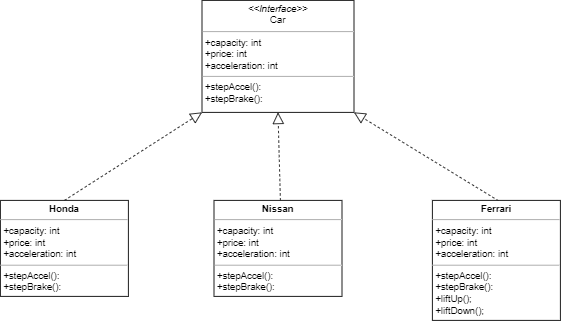 <<Interface>>
Car
+capacity: int
+price: int
+acceleration: int
+stepAccel():
+stepBrake():
Honda
+capacity: int
+price: int
+acceleration: int
+stepAccel():
+stepBrake():
Nissan
+capacity: int
+price: int
+acceleration: int
+stepAccel():
+stepBrake():
Ferrari
+capacity: int
+price: int
+acceleration: int
+stepAccel():
+stepBrake():
+liftUp();
+liftDown();